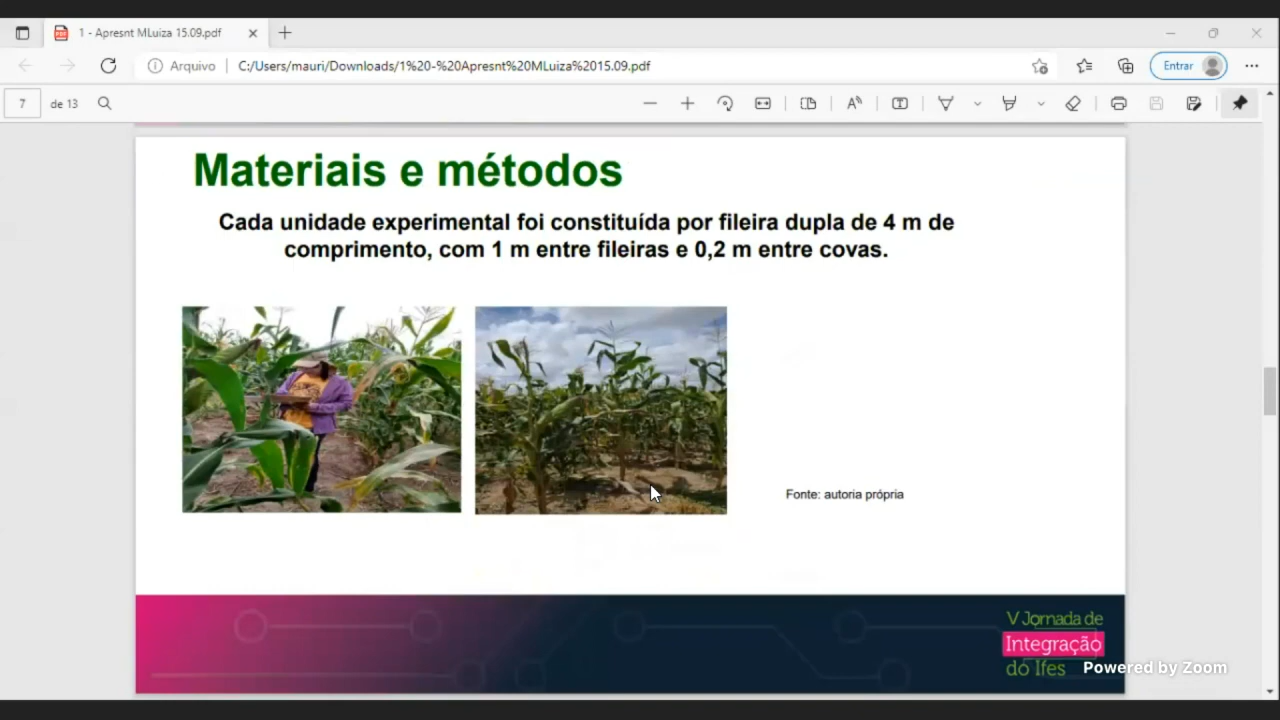 1 - Apresnt MLuiza 15.09.pdf
Arquivo
C:/Users/mauri/Downloads/1%20-%20Apresnt%20MLuiza%2015.09.pdf
Entrar
7 de 13
Materiais e métodos
Cada unidade experimental foi constituída por fileira dupla de 4 m de
comprimento, com 1 m entre fileiras e 0,2 m entre covas.
Fonte: autoria própria
V Jornada de
Integração
do Ifes
Powered by Zoom